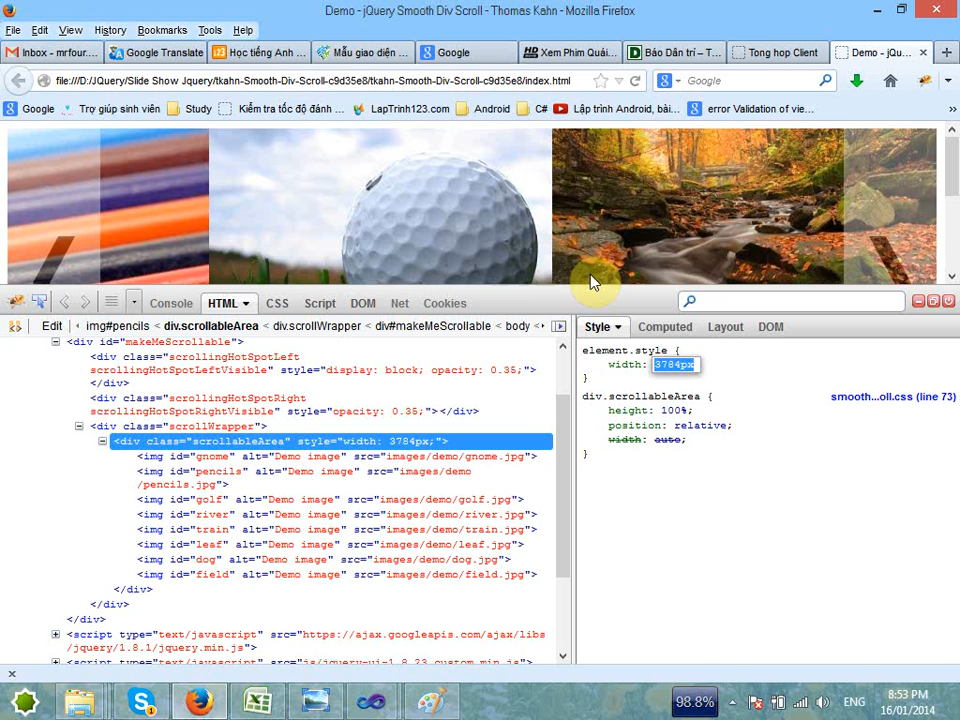 Demo - jQuery Smooth Div Scroll - Thomas Kahn - Mozilla Firefox
File Edit View History Bookmarks Tools Help
Inbox - mrfour.... Google Translate Học tiếng Anh ... Mẫu giao diện ... Google Xem Phim Quái... Báo Dân trí – T... Tong hop Client Demo - jQu...
file:///D:/JQuery/Slide Show Jquery/tkahn-Smooth-Div-Scroll-c9d35e8/tkahn-Smooth-Div-Scroll-c9d35e8/index.html Google
Google Trợ giúp sinh viên Study Kiểm tra tốc độ đánh ... LapTrinh123.com Android C# Lập trình Android, bài... error Validation of vie... »
Console HTML CSS Script DOM Net Cookies
Edit img#pencils < div.scrollableArea < div.scrollWrapper < div#makeMeScrollable < body <
Style Computed Layout DOM
<div id="makeMeScrollable">
<div class="scrollingHotSpotLeft
scrollingHotSpotLeftVisible" style="display: block; opacity: 0.35;">
</div>
<div class="scrollingHotSpotRight
scrollingHotSpotRightVisible" style="opacity: 0.35;"></div>
<div class="scrollWrapper">
<div class="scrollableArea" style="width: 3784px;">
<img id="gnome" alt="Demo image" src="images/demo/gnome.jpg">
<img id="pencils" alt="Demo image" src="images/demo
/pencils.jpg">
<img id="golf" alt="Demo image" src="images/demo/golf.jpg">
<img id="river" alt="Demo image" src="images/demo/river.jpg">
<img id="train" alt="Demo image" src="images/demo/train.jpg">
<img id="leaf" alt="Demo image" src="images/demo/leaf.jpg">
<img id="dog" alt="Demo image" src="images/demo/dog.jpg">
<img id="field" alt="Demo image" src="images/demo/field.jpg">
</div>
</div>
</div>
<script type="text/javascript" src="https://ajax.googleapis.com/ajax/libs
/jquery/1.8.1/jquery.min.js">
element.style {
width: 3784px
}
div.scrollableArea { smooth...oll.css (line 73)
height: 100%;
position: relative;
width: auto;
}
98.8% ENG
8:53 PM
16/01/2014